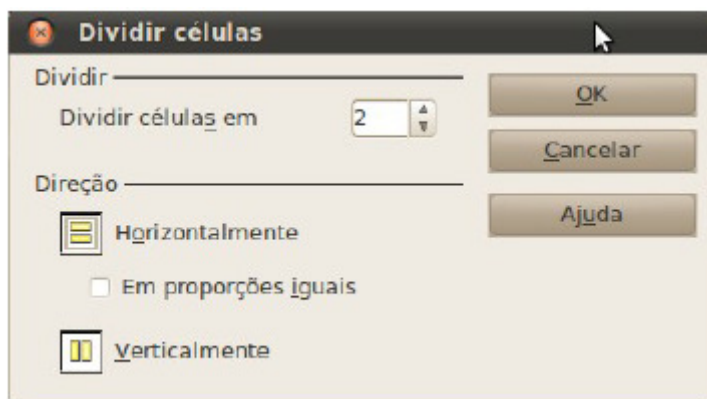 Dividir células
Dividir
Dividir células em 2
OK
Cancelar
Direção
Ajuda
Horizontalmente
Em proporções iguais
Verticalmente